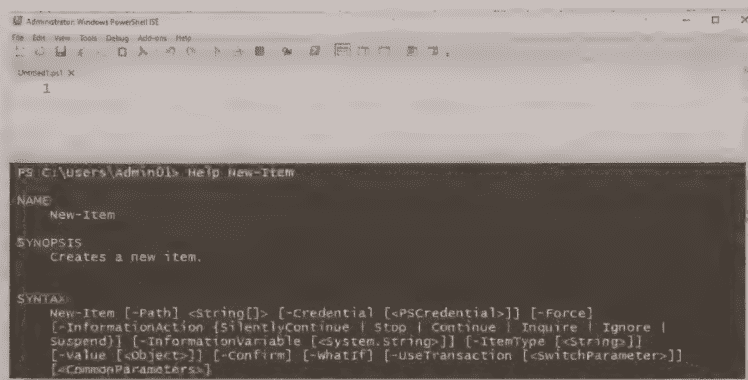 Administrator: Windows PowerShell ISE
File Edit View Tools Debug Add-ons Help
Untitled1.ps1 X
1
PS C:\Users\Admin01> Help New-Item
NAME
New-Item
SYNOPSIS
Creates a new item.
SYNTAX
New-Item [-Path] <String[]> [-Credential [<PSCredential>]] [-Force]
[-InformationAction {SilentlyContinue | Stop | Continue | Inquire | Ignore |
Suspend}] [-InformationVariable [<System.String>]] [-ItemType [<String>]]
[-Value [<Object>]] [-Confirm] [-WhatIf] [-UseTransaction [<SwitchParameter>]]
[<CommonParameters>]